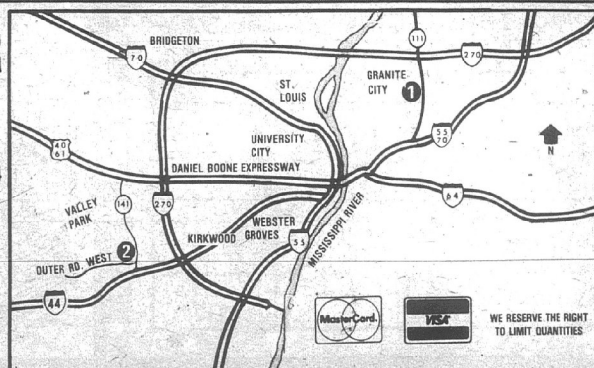 BRIDGETON
70
111
270
GRANITE
CITY
1
ST.
LOUIS
55
70
N
UNIVERSITY
CITY
40
61
DANIEL BOONE EXPRESSWAY
64
VALLEY
PARK
141
270
KIRKWOOD
WEBSTER
GROVES
55
MISSISSIPPI RIVER
OUTER RD. WEST
2
44
MasterCard.
VISA
WE RESERVE THE RIGHT
TO LIMIT QUANTITIES